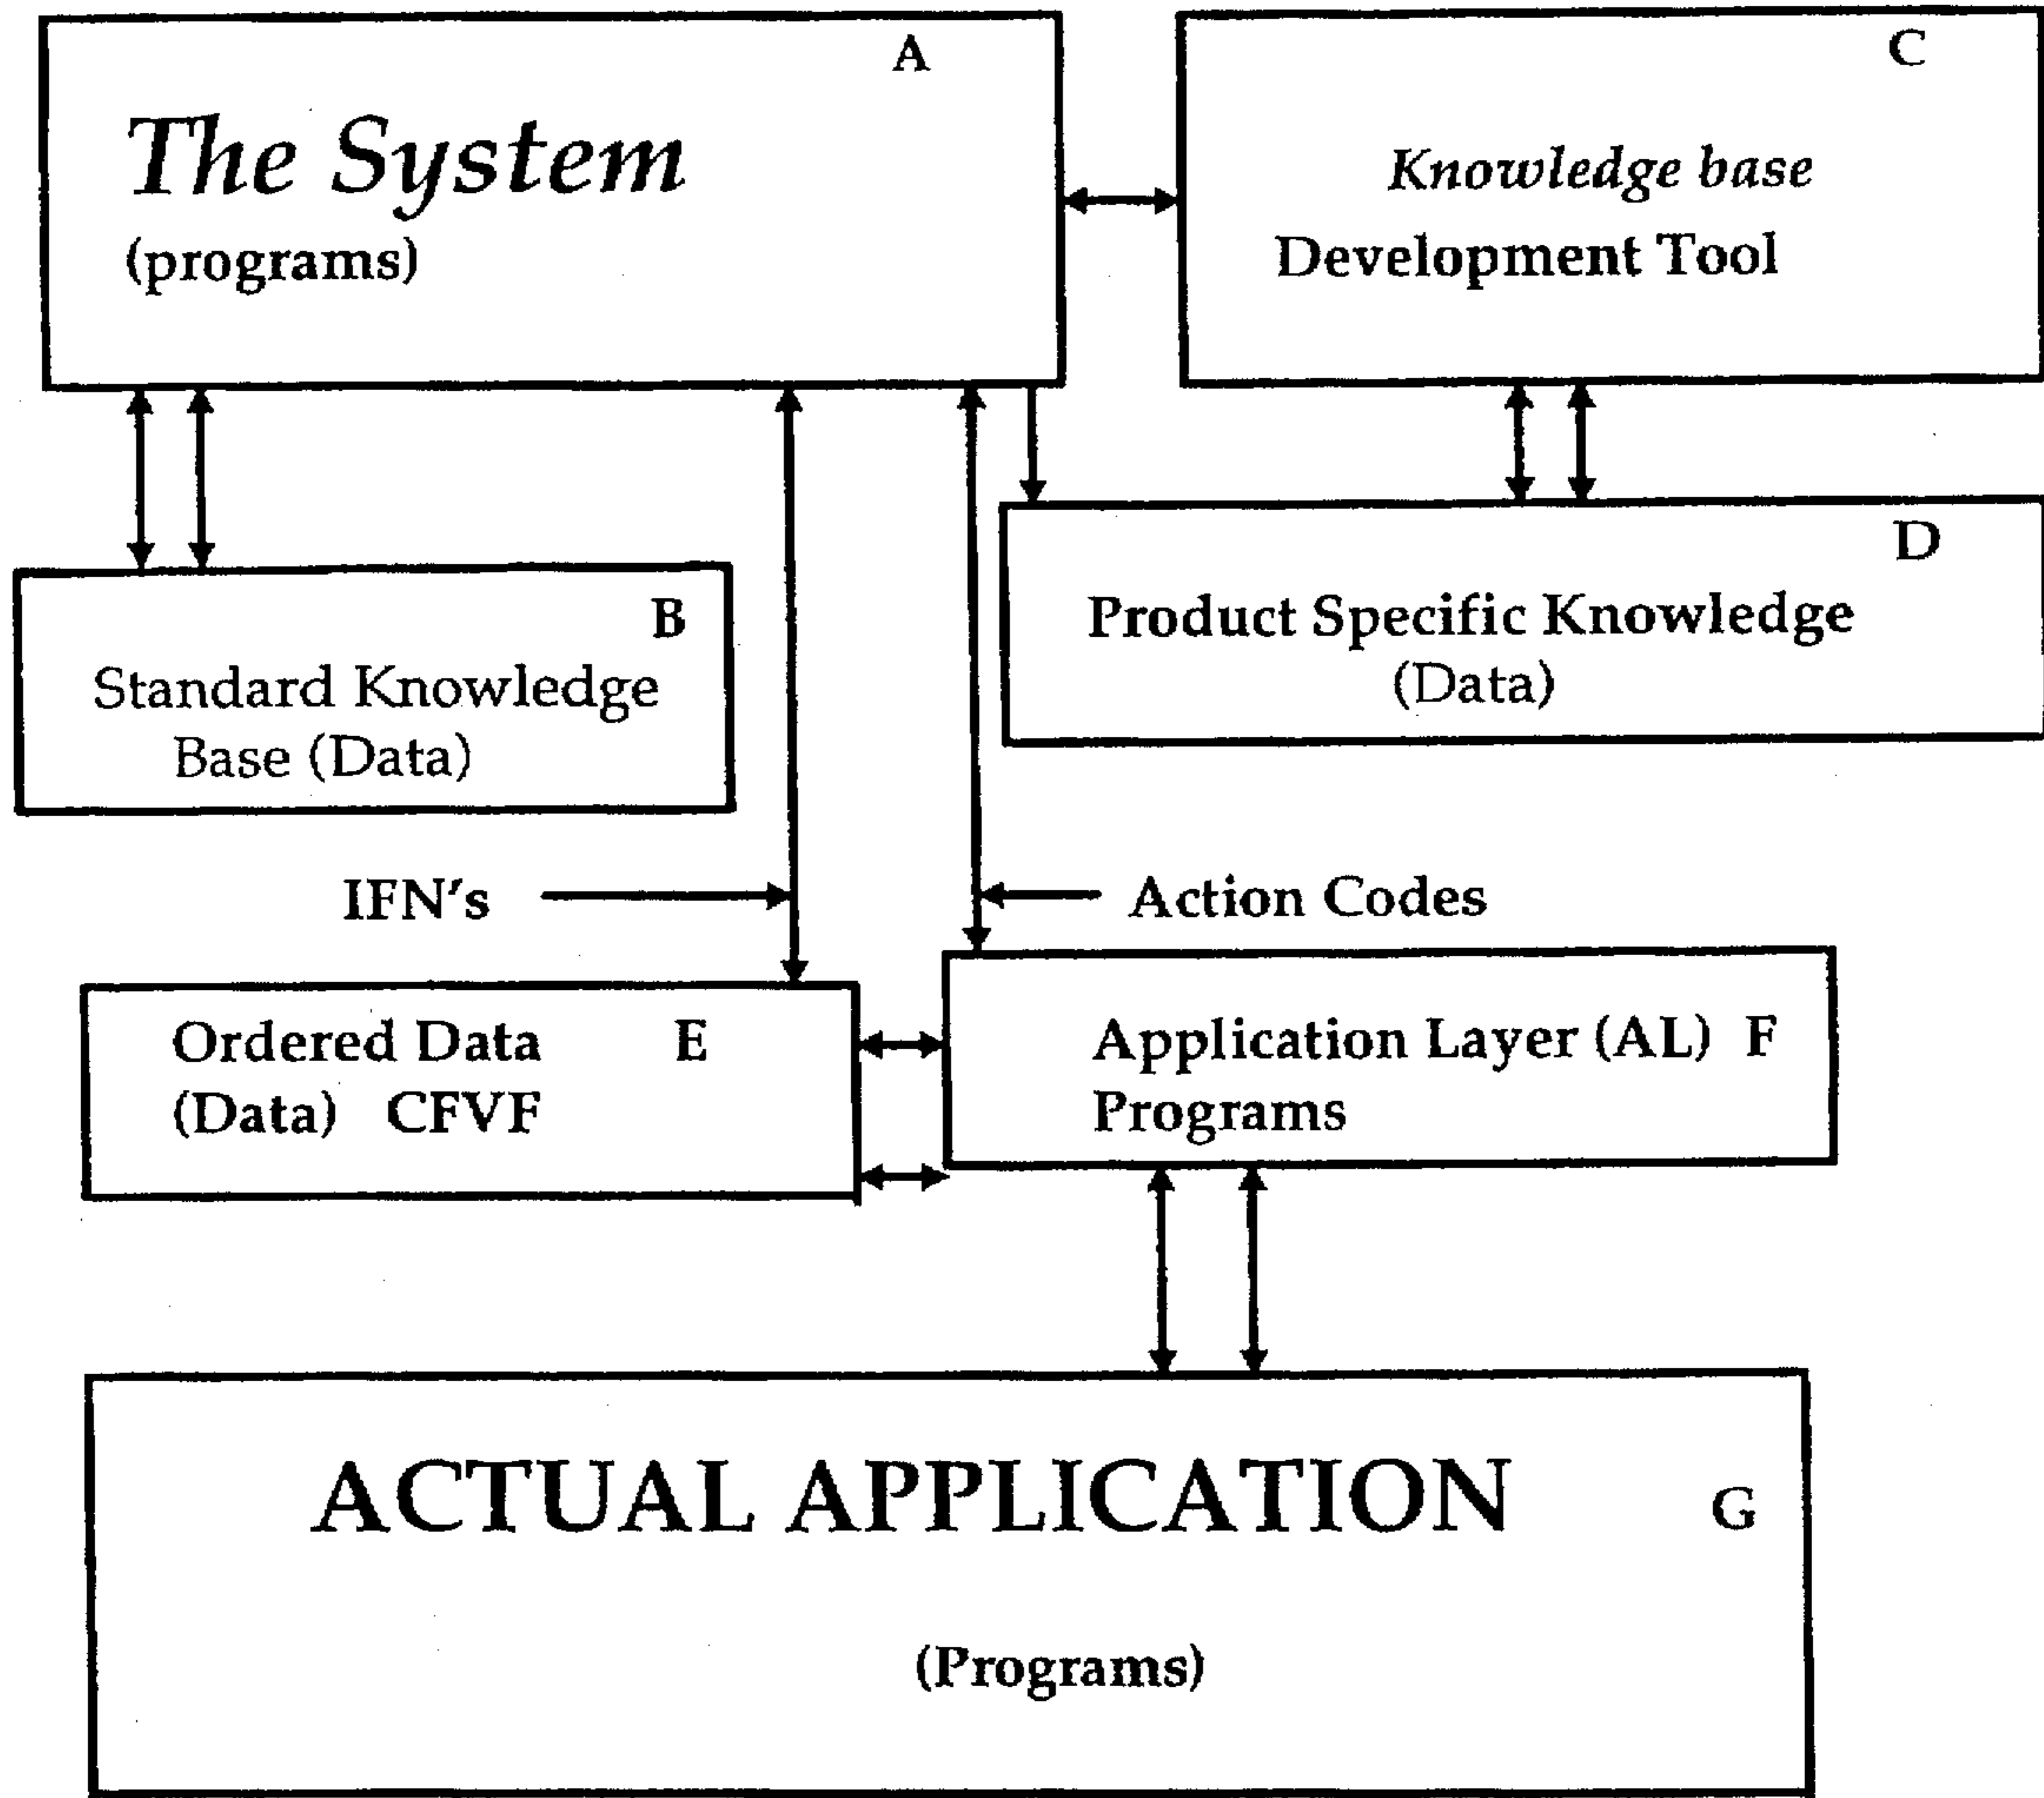 A
The System
(programs)
C
Knowledge base
Development Tool
B
Standard Knowledge
Base (Data)
D
Product Specific Knowledge
(Data)
IFN's
Action Codes
Ordered Data E
(Data) CFVF
Application Layer (AL) F
Programs
ACTUAL APPLICATION G
(Programs)